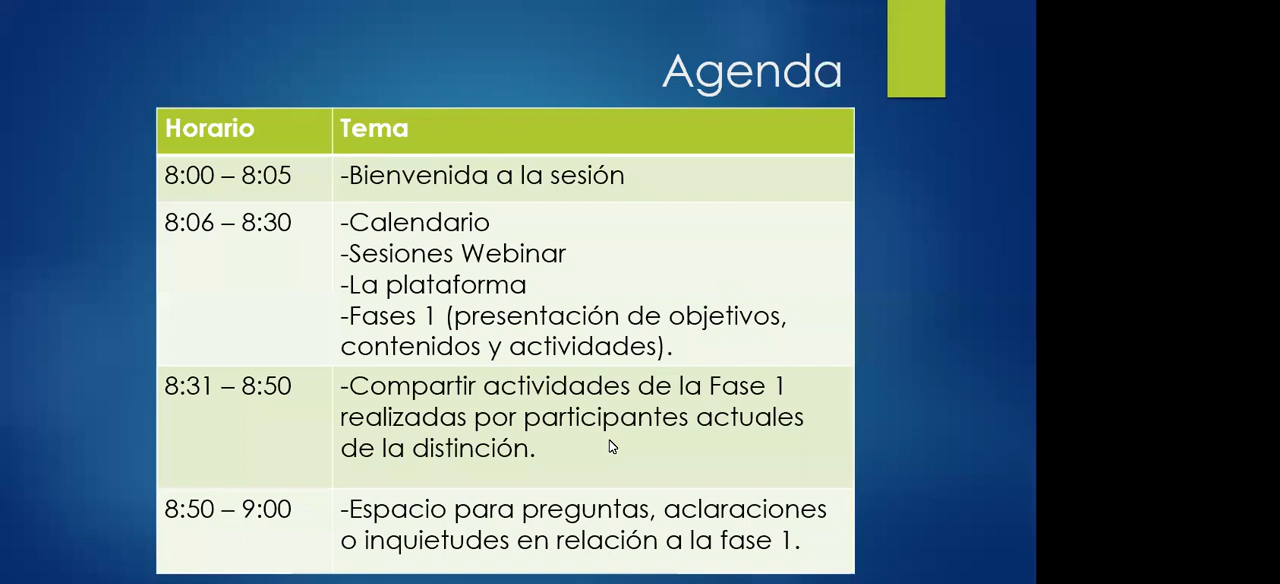 Agenda
Horario Tema
8:00 – 8:05 -Bienvenida a la sesión
8:06 – 8:30 -Calendario
-Sesiones Webinar
-La plataforma
-Fases 1 (presentación de objetivos,
contenidos y actividades).
8:31 – 8:50 -Compartir actividades de la Fase 1
realizadas por participantes actuales
de la distinción.
8:50 – 9:00 -Espacio para preguntas, aclaraciones
o inquietudes en relación a la fase 1.